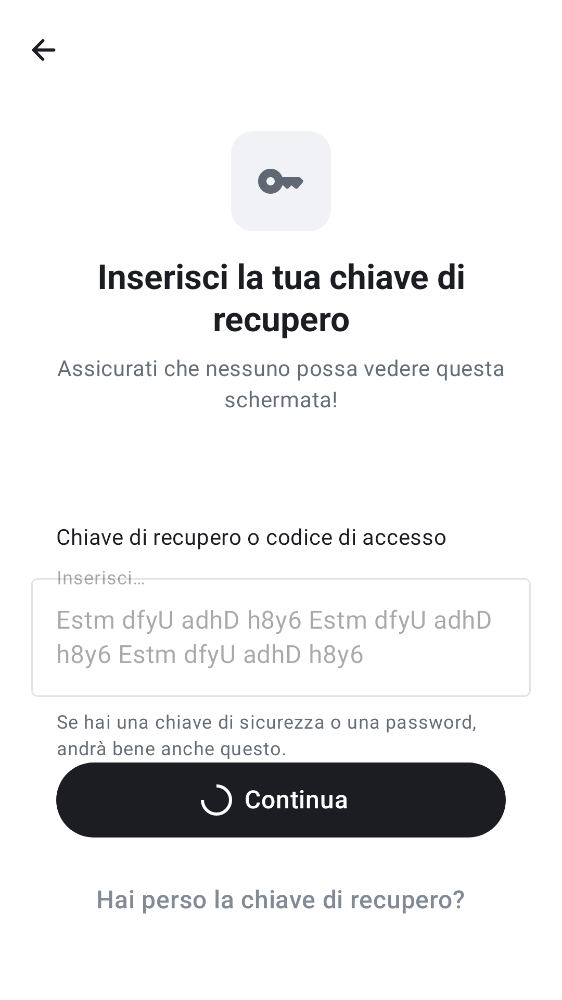 Inserisci la tua chiave di
recupero
Assicurati che nessuno possa vedere questa
schermata!
Chiave di recupero o codice di accesso
Inserisci…
Estm dfyU adhD h8y6 Estm dfyU adhD
h8y6 Estm dfyU adhD h8y6
Se hai una chiave di sicurezza o una password,
andrà bene anche questo.
Continua
Hai perso la chiave di recupero?